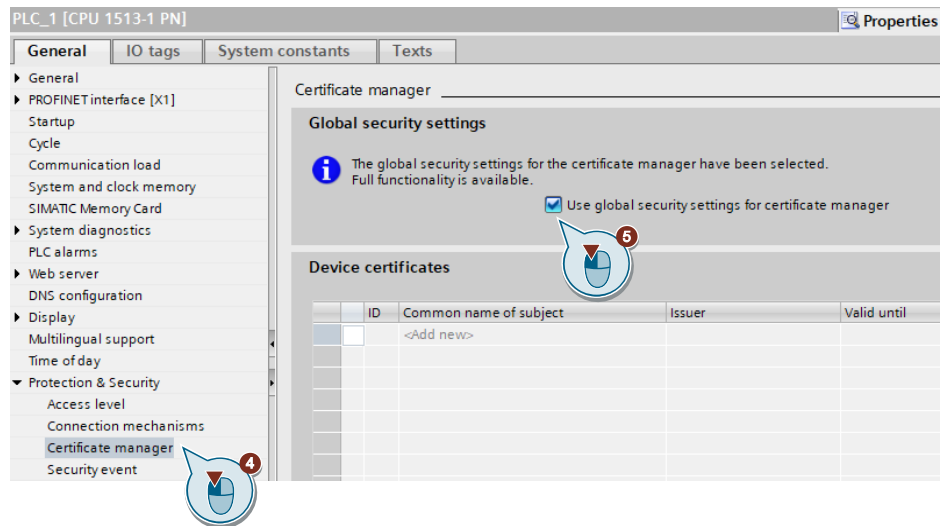 PLC_1 [CPU 1513-1 PN]
Properties
General IO tags System constants Texts
General
PROFINET interface [X1]
Startup
Cycle
Communication load
System and clock memory
SIMATIC Memory Card
System diagnostics
PLC alarms
Web server
DNS configuration
Display
Multilingual support
Time of day
Protection & Security
Access level
Connection mechanisms
Certificate manager
Security event
4
Certificate manager
Global security settings
The global security settings for the certificate manager have been selected.
Full functionality is available.
Use global security settings for certificate manager
5
Device certificates
ID Common name of subject Issuer Valid until
<Add new>